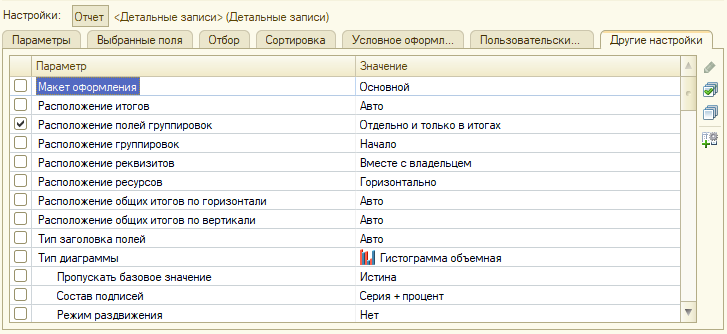 Настройки: Отчет <Детальные записи> (Детальные записи)
Параметры Выбранные поля Отбор Сортировка Условное оформл... Пользовательски... Другие настройки
Параметр Значение
Макет оформления Основной
Расположение итогов Авто
Расположение полей группировок Отдельно и только в итогах
Расположение группировок Начало
Расположение реквизитов Вместе с владельцем
Расположение ресурсов Горизонтально
Расположение общих итогов по горизонтали Авто
Расположение общих итогов по вертикали Авто
Тип заголовка полей Авто
Тип диаграммы Гистограмма объемная
Пропускать базовое значение Истина
Состав подписей Серия + процент
Режим раздвижения Нет